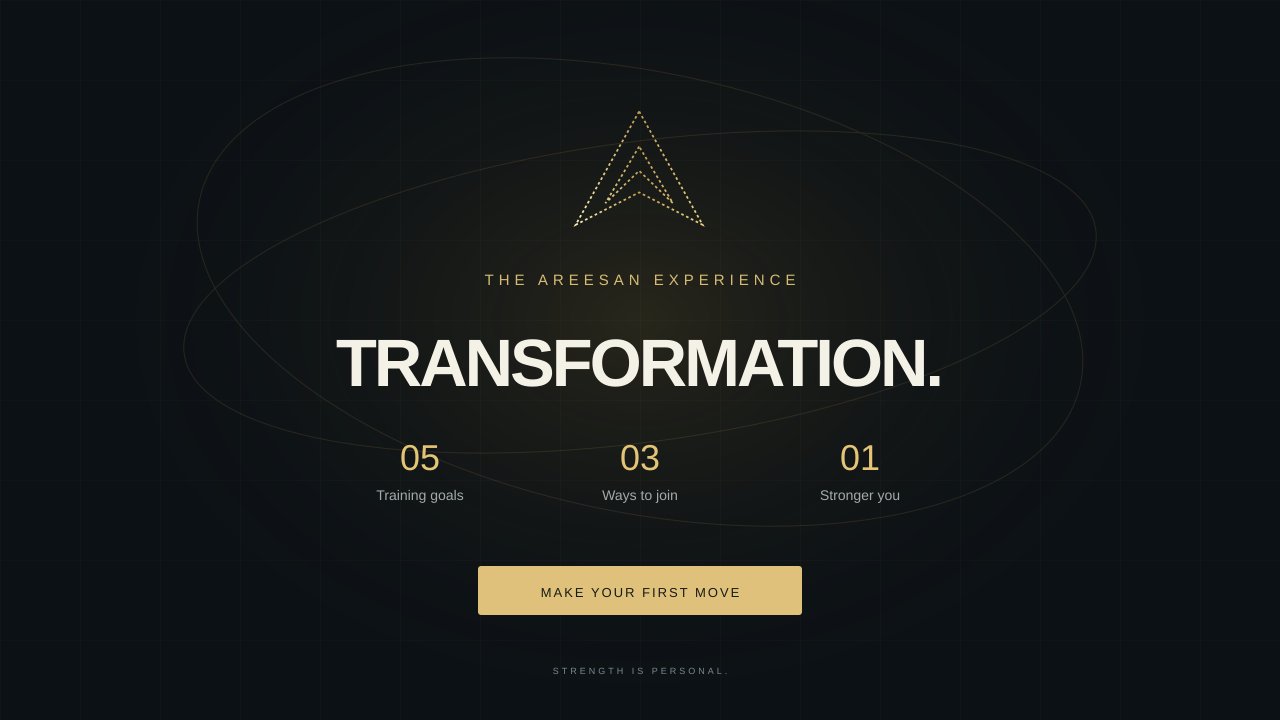 THE AREESAN EXPERIENCE
TRANSFORMATION.
05 03 01
Training goals Ways to join Stronger you
MAKE YOUR FIRST MOVE
STRENGTH IS PERSONAL.